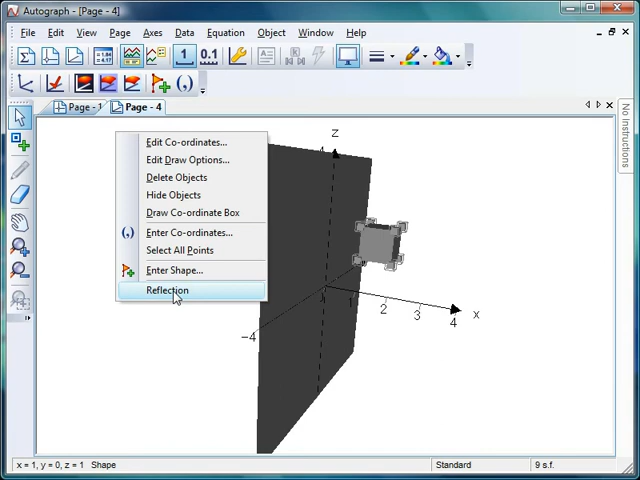 Autograph - [Page - 4]
File Edit View Page Axes Data Equation Object Window Help
Page - 1 Page - 4
No Instructions
Edit Co-ordinates...
Edit Draw Options...
Delete Objects
Hide Objects
Draw Co-ordinate Box
Enter Co-ordinates...
Select All Points
Enter Shape...
Reflection
z
4
1
2
3
4
x
-4
x = 1, y = 0, z = 1 Shape
Standard
9 s.f.